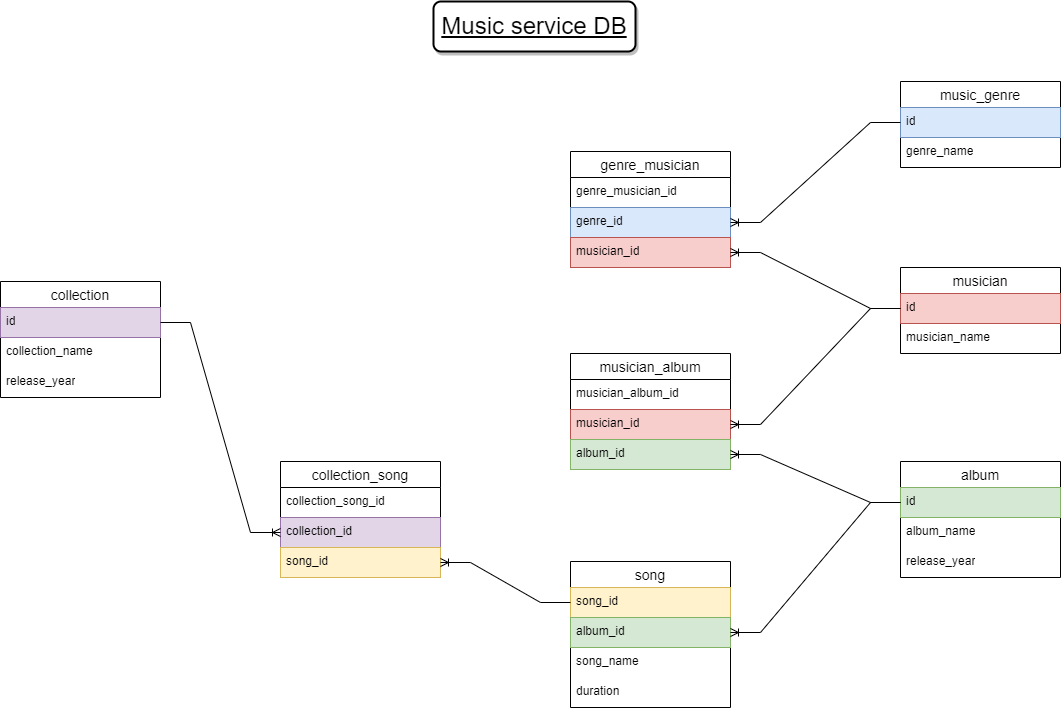 Music service DB
music_genre
id
genre_name
genre_musician
genre_musician_id
genre_id
musician_id
musician
id
musician_name
collection
id
collection_name
release_year
musician_album
musician_album_id
musician_id
album_id
collection_song
collection_song_id
collection_id
song_id
album
id
album_name
release_year
song
song_id
album_id
song_name
duration